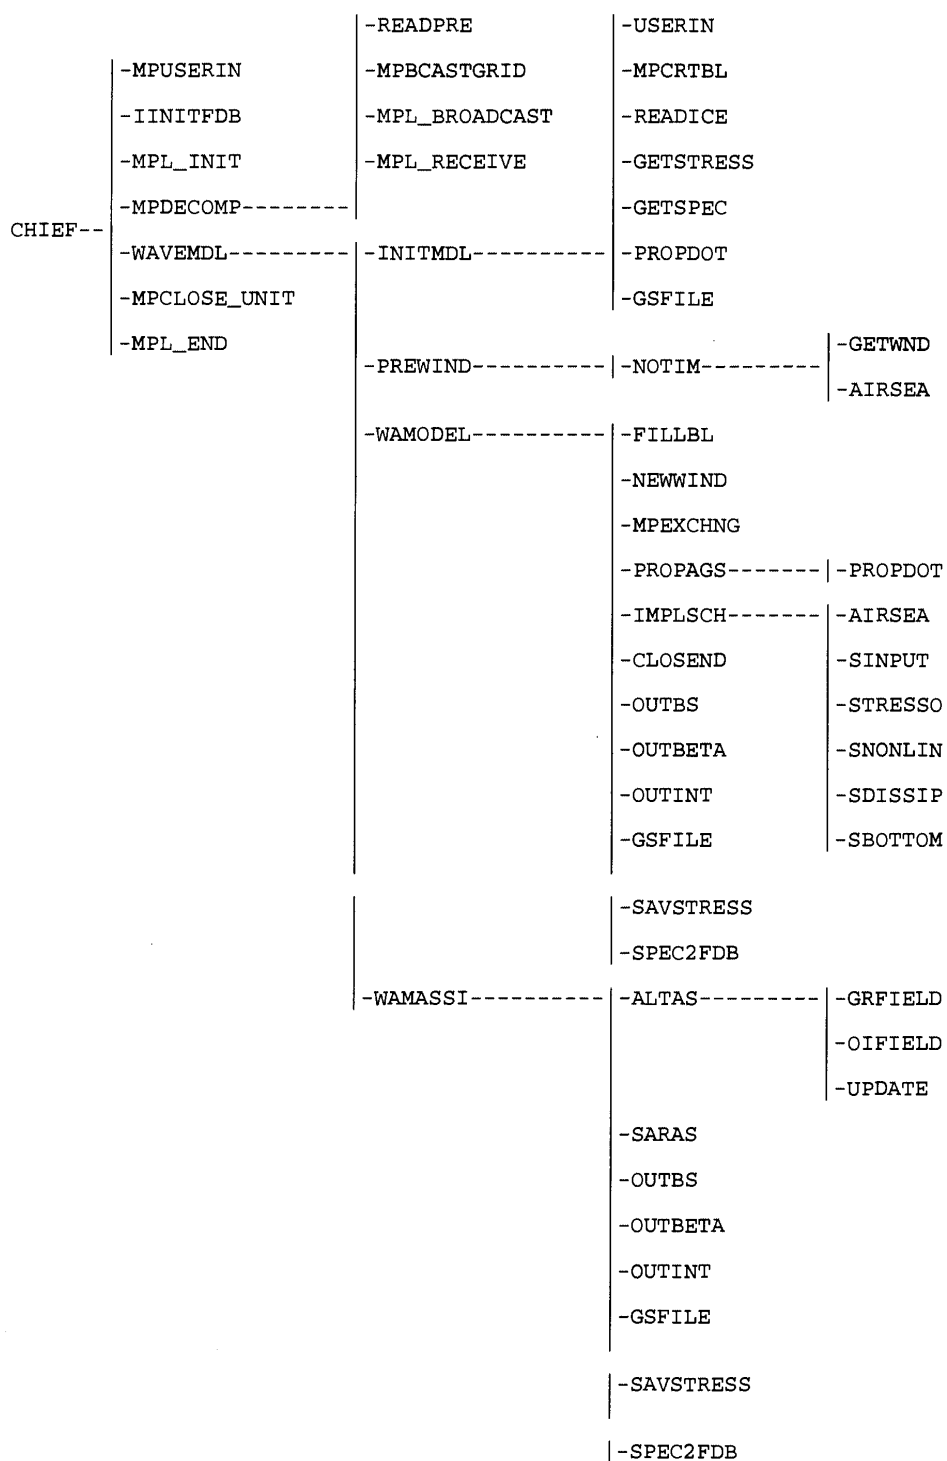 |-READPRE |-USERIN
|-MPUSERIN |-MPBCASTGRID |-MPCRTBL
|-IINITFDB |-MPL_BROADCAST |-READICE
|-MPL_INIT |-MPL_RECEIVE |-GETSTRESS
|-MPDECOMP--------| |-GETSPEC
CHIEF--|-WAVEMDL---------|-INITMDL----------|-PROPDOT
|-MPCLOSE_UNIT |-GSFILE
|-MPL_END |-GETWND
|-PREWIND----------|-NOTIM---------|-AIRSEA
|-WAMODEL----------|-FILLBL
|-NEWWIND
|-MPEXCHNG
|-PROPAGS-------|-PROPDOT
|-IMPLSCH-------|-AIRSEA
|-CLOSEND |-SINPUT
|-OUTBS |-STRESSO
|-OUTBETA |-SNONLIN
|-OUTINT |-SDISSIP
|-GSFILE |-SBOTTOM
|-SAVSTRESS
|-SPEC2FDB
|-WAMASSI----------|-ALTAS---------|-GRFIELD
|-OIFIELD
|-UPDATE
|-SARAS
|-OUTBS
|-OUTBETA
|-OUTINT
|-GSFILE
|-SAVSTRESS
|-SPEC2FDB